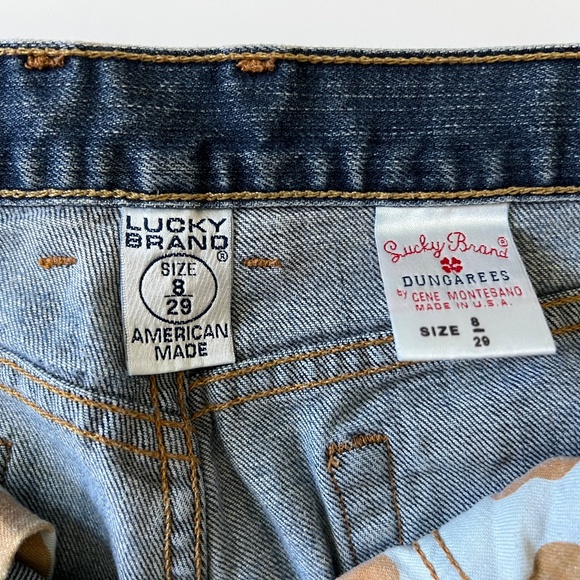 LUCKY
BRAND®
SIZE
8
29
AMERICAN
MADE
Lucky Brand®
DUNGAREES
by GENE MONTESANO
MADE IN U.S.A.
SIZE 8
29